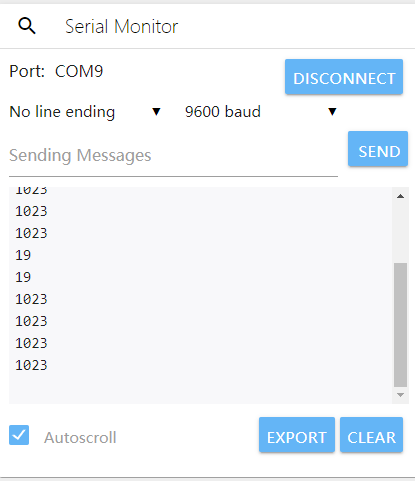 Serial Monitor
Port: COM9
DISCONNECT
No line ending
9600 baud
Sending Messages
SEND
1023
1023
1023
19
19
1023
1023
1023
1023
Autoscroll
EXPORT
CLEAR